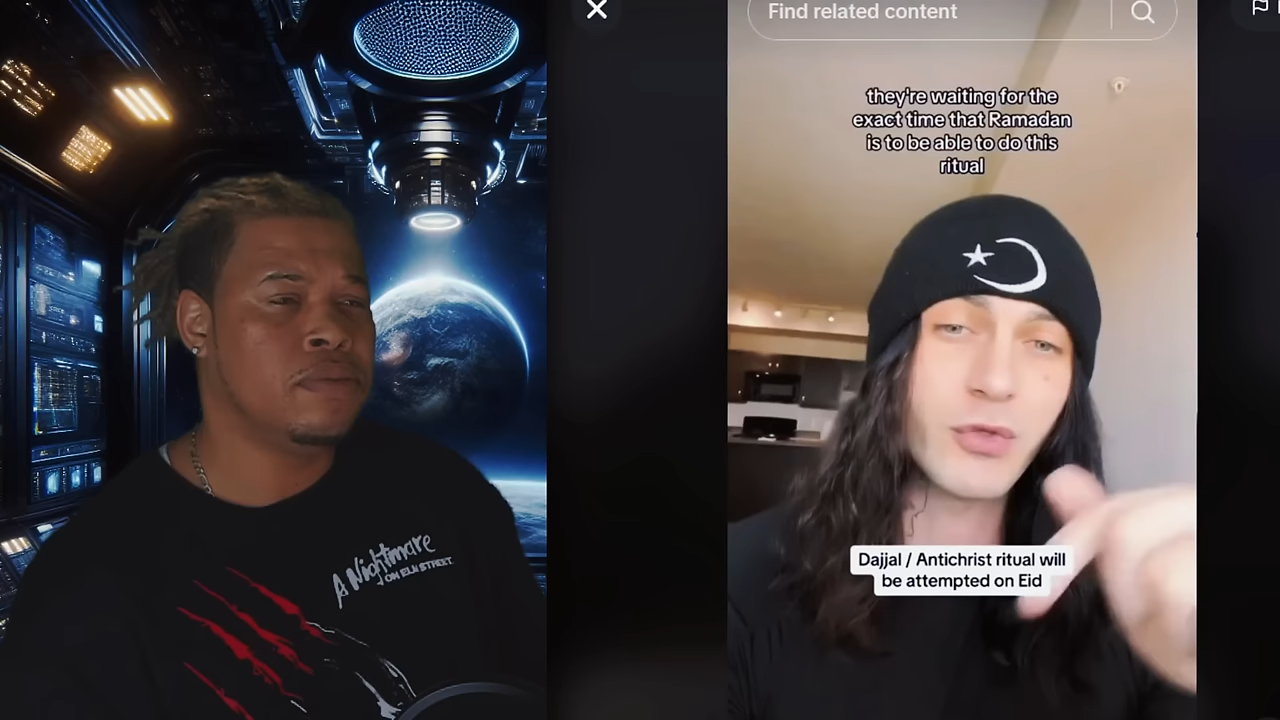 Find related content
they're waiting for the
exact time that Ramadan
is to be able to do this
ritual
A Nightmare
ON ELM STREET
Dajjal / Antichrist ritual will
be attempted on Eid